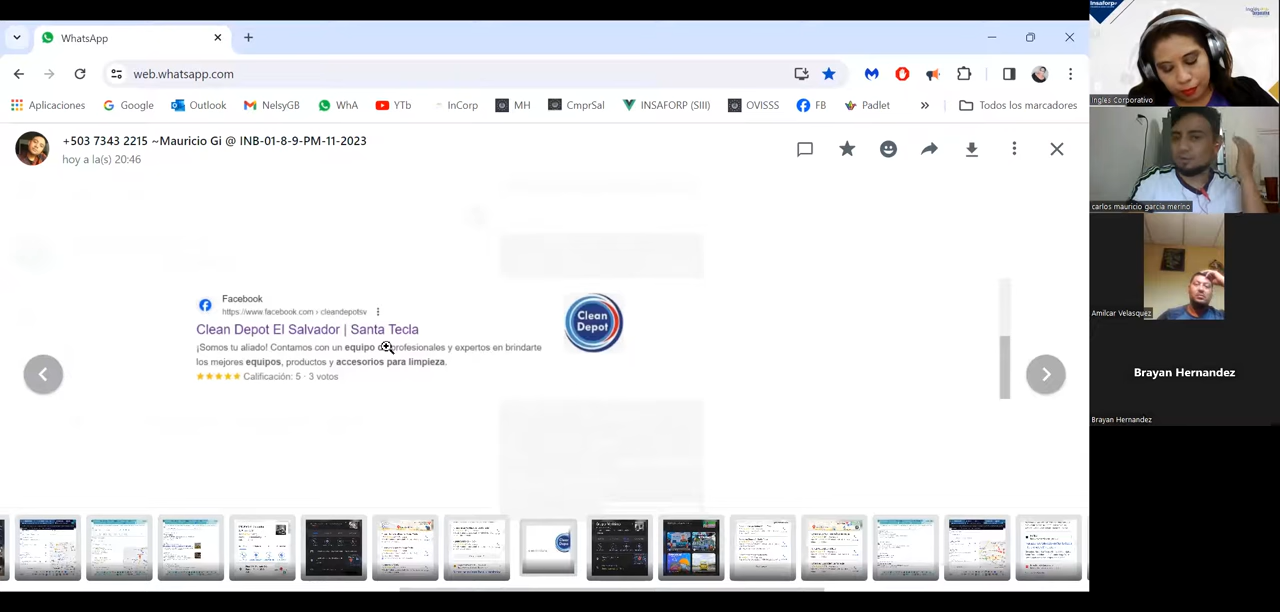 WhatsApp
web.whatsapp.com
Aplicaciones
Google
Outlook
NelsyGB
WhA
YTb
InCorp
MH
CmprSal
INSAFORP (SIII)
OVISSS
FB
Padlet
»
Todos los marcadores
+503 7343 2215 ~Mauricio Gi @ INB-01-8-9-PM-11-2023
hoy a la(s) 20:46
Facebook
https://www.facebook.com › cleandepotsv
Clean Depot El Salvador | Santa Tecla
¡Somos tu aliado! Contamos con un equipo de profesionales y expertos en brindarte
los mejores equipos, productos y accesorios para limpieza.
Calificación: 5 · 3 votos
Clean
Depot
Insaforp
Ingles Corporativo
carlos mauricio garcia merino
Amilcar Velasquez
Brayan Hernandez
Brayan Hernandez